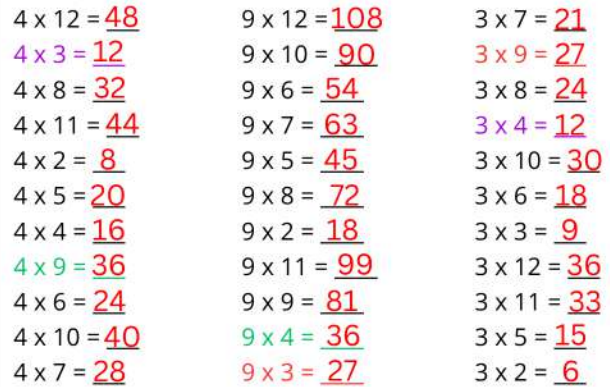 4 x 12 = 48
4 x 3 = 12
4 x 8 = 32
4 x 11 = 44
4 x 2 = 8
4 x 5 = 20
4 x 4 = 16
4 x 9 = 36
4 x 6 = 24
4 x 10 = 40
4 x 7 = 28
9 x 12 = 108
9 x 10 = 90
9 x 6 = 54
9 x 7 = 63
9 x 5 = 45
9 x 8 = 72
9 x 2 = 18
9 x 11 = 99
9 x 9 = 81
9 x 4 = 36
9 x 3 = 27
3 x 7 = 21
3 x 9 = 27
3 x 8 = 24
3 x 4 = 12
3 x 10 = 30
3 x 6 = 18
3 x 3 = 9
3 x 12 = 36
3 x 11 = 33
3 x 5 = 15
3 x 2 = 6